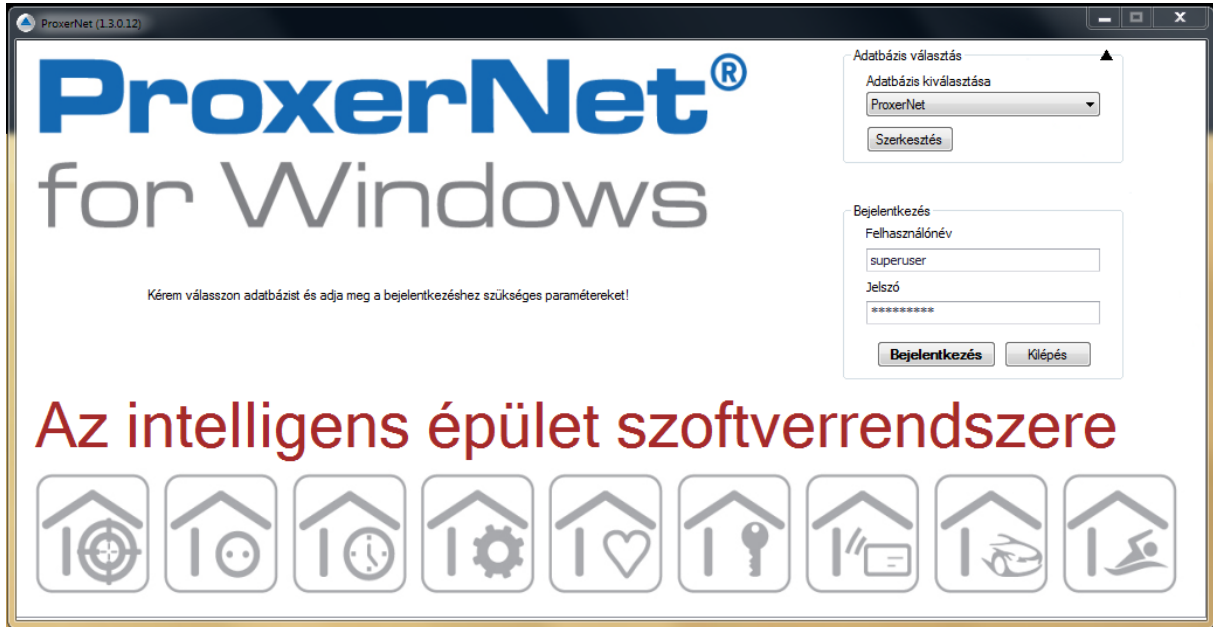 ProxerNet (1.3.0.12)
ProxerNet®
for Windows
Kérem válasszon adatbázist és adja meg a bejelentkezéshez szükséges paramétereket!
Adatbázis választás
Adatbázis kiválasztása
ProxerNet
Szerkesztés
Bejelentkezés
Felhasználónév
superuser
Jelszó
*********
Bejelentkezés Kilépés
Az intelligens épület szoftverrendszere